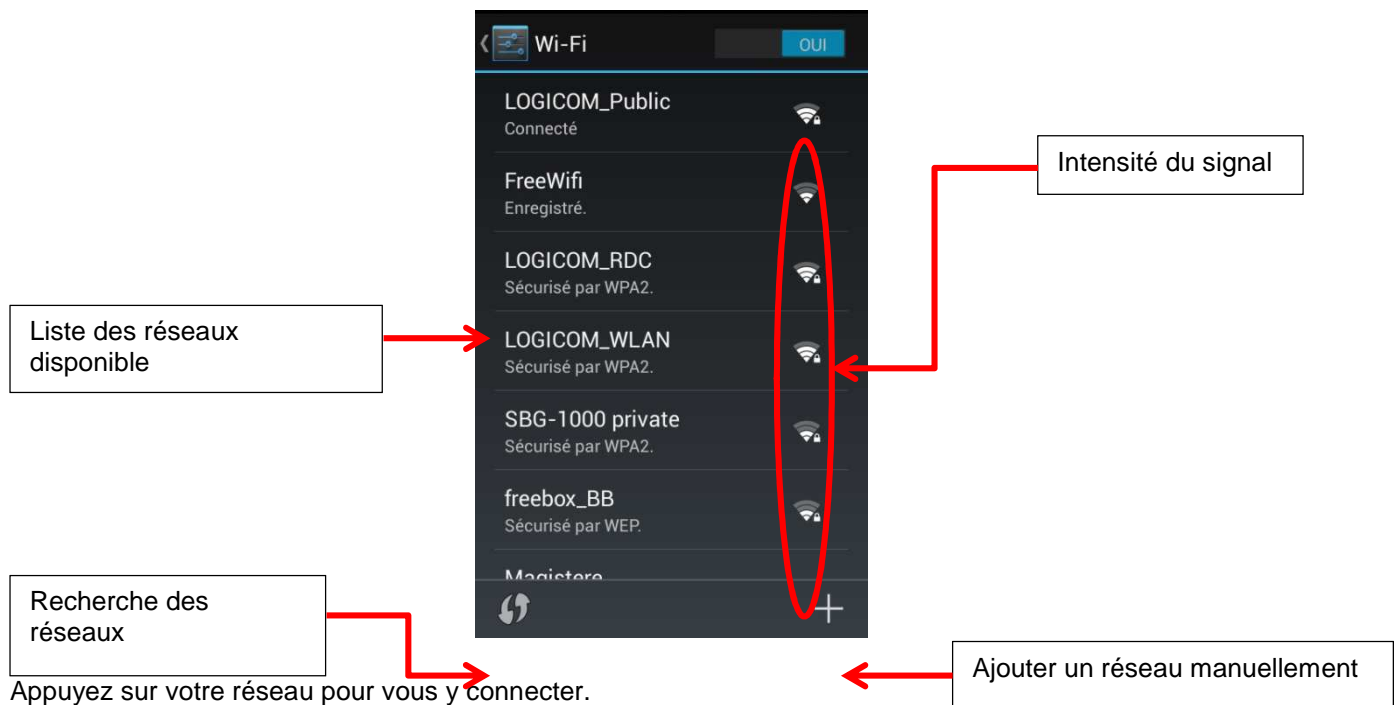 Wi-Fi
OUI
LOGICOM_Public
Connecté
FreeWifi
Enregistré.
LOGICOM_RDC
Sécurisé par WPA2.
LOGICOM_WLAN
Sécurisé par WPA2.
SBG-1000 private
Sécurisé par WPA2.
freebox_BB
Sécurisé par WEP.
Magistere
Intensité du signal
Liste des réseaux
disponible
Recherche des
réseaux
Ajouter un réseau manuellement
Appuyez sur votre réseau pour vous y connecter.